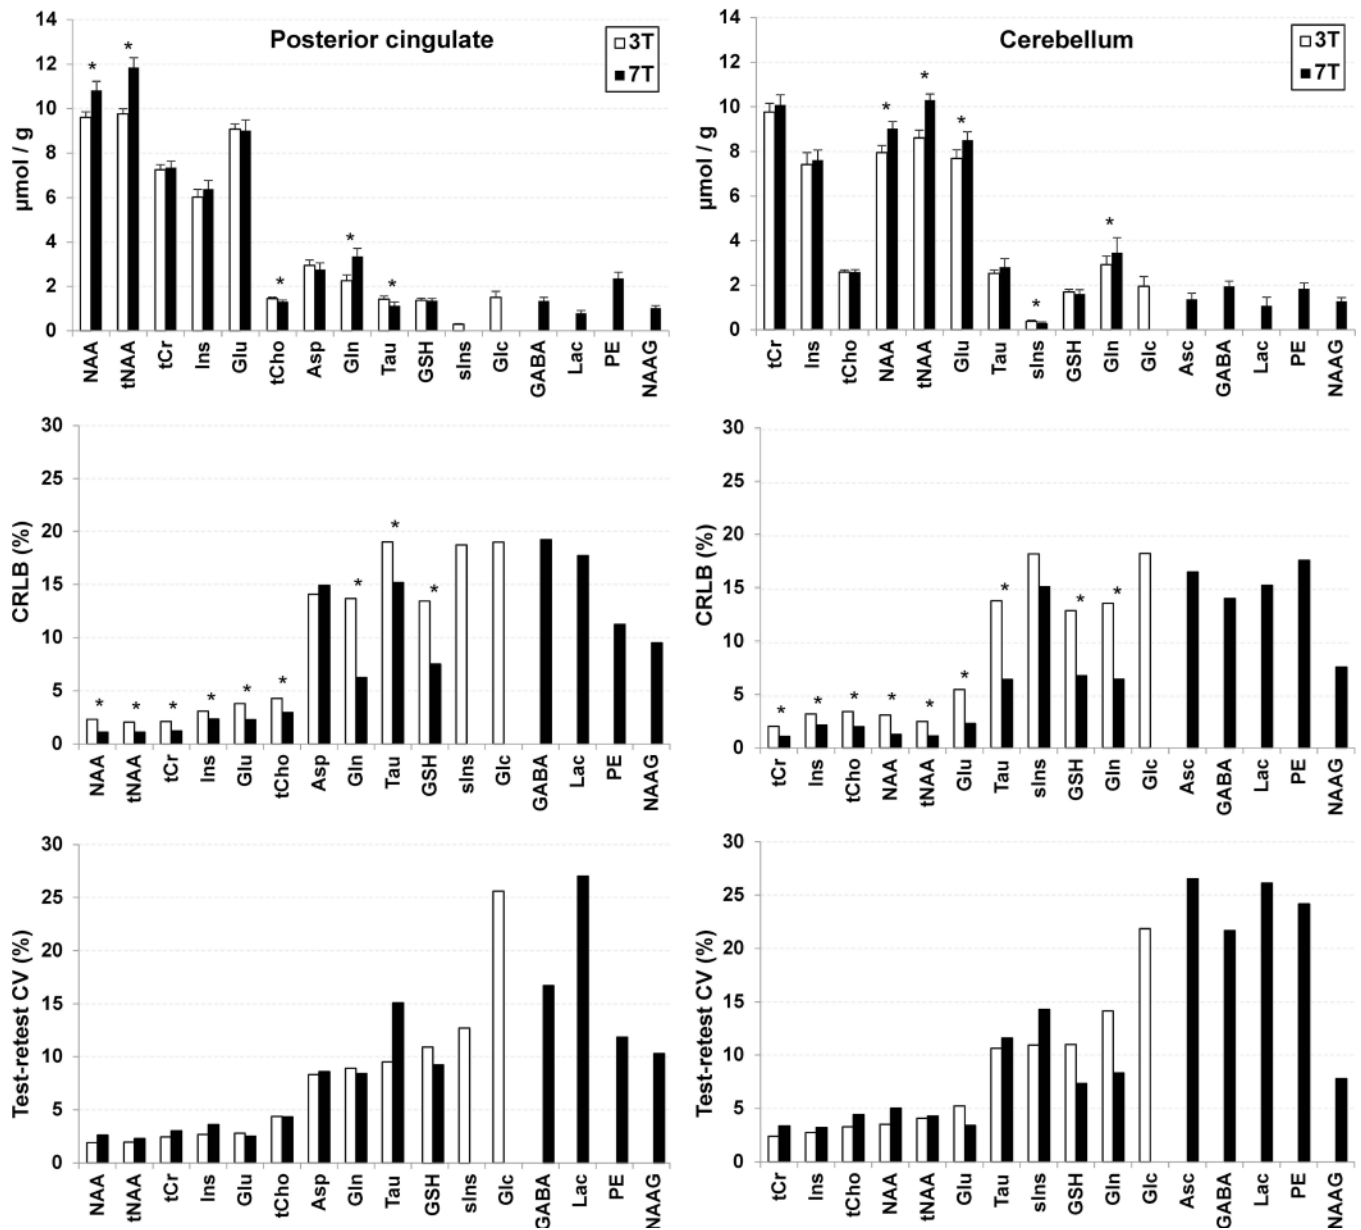 Posterior cingulate
3T
7T
μmol / g
14
12
10
8
6
4
2
0
* * * * *
NAA tNAA tCr Ins Glu tCho Asp Gln Tau GSH sIns Glc GABA Lac PE NAAG
Cerebellum
3T
7T
μmol / g
14
12
10
8
6
4
2
0
* * * * *
tCr Ins tCho NAA tNAA Glu Tau sIns GSH Gln Glc Asc GABA Lac PE NAAG
CRLB (%)
30
25
20
15
10
5
0
* * * * * * * * *
NAA tNAA tCr Ins Glu tCho Asp Gln Tau GSH sIns Glc GABA Lac PE NAAG
CRLB (%)
30
25
20
15
10
5
0
* * * * * * * * *
tCr Ins tCho NAA tNAA Glu Tau sIns GSH Gln Glc Asc GABA Lac PE NAAG
Test-retest CV (%)
30
25
20
15
10
5
0
NAA tNAA tCr Ins Glu tCho Asp Gln Tau GSH sIns Glc GABA Lac PE NAAG
Test-retest CV (%)
30
25
20
15
10
5
0
tCr Ins tCho NAA tNAA Glu Tau sIns GSH Gln Glc Asc GABA Lac PE NAAG